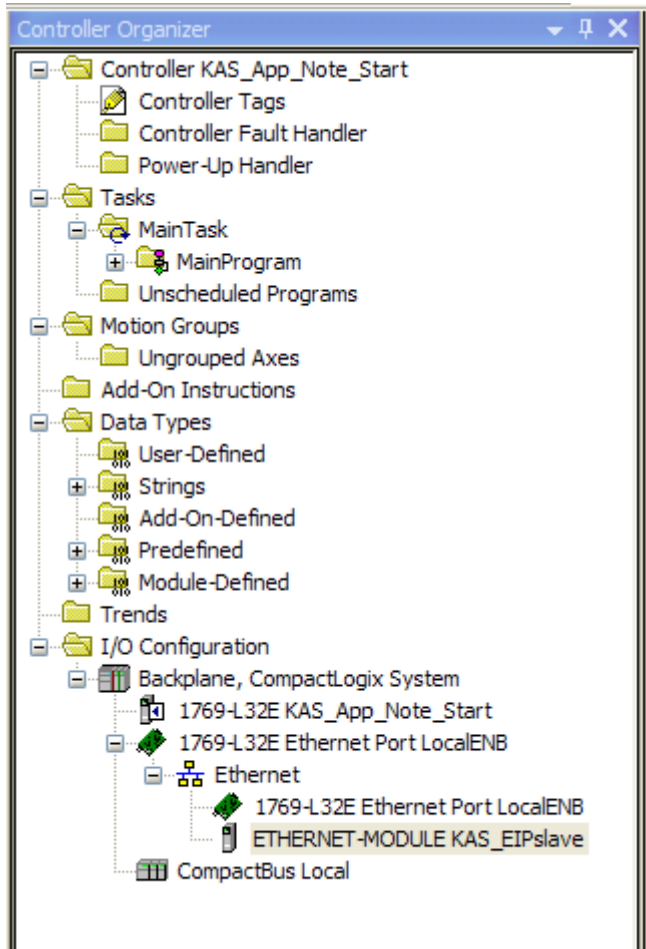 Controller Organizer
Controller KAS_App_Note_Start
Controller Tags
Controller Fault Handler
Power-Up Handler
Tasks
MainTask
MainProgram
Unscheduled Programs
Motion Groups
Ungrouped Axes
Add-On Instructions
Data Types
User-Defined
Strings
Add-On-Defined
Predefined
Module-Defined
Trends
I/O Configuration
Backplane, CompactLogix System
1769-L32E KAS_App_Note_Start
1769-L32E Ethernet Port LocalENB
Ethernet
1769-L32E Ethernet Port LocalENB
ETHERNET-MODULE KAS_EIPslave
CompactBus Local